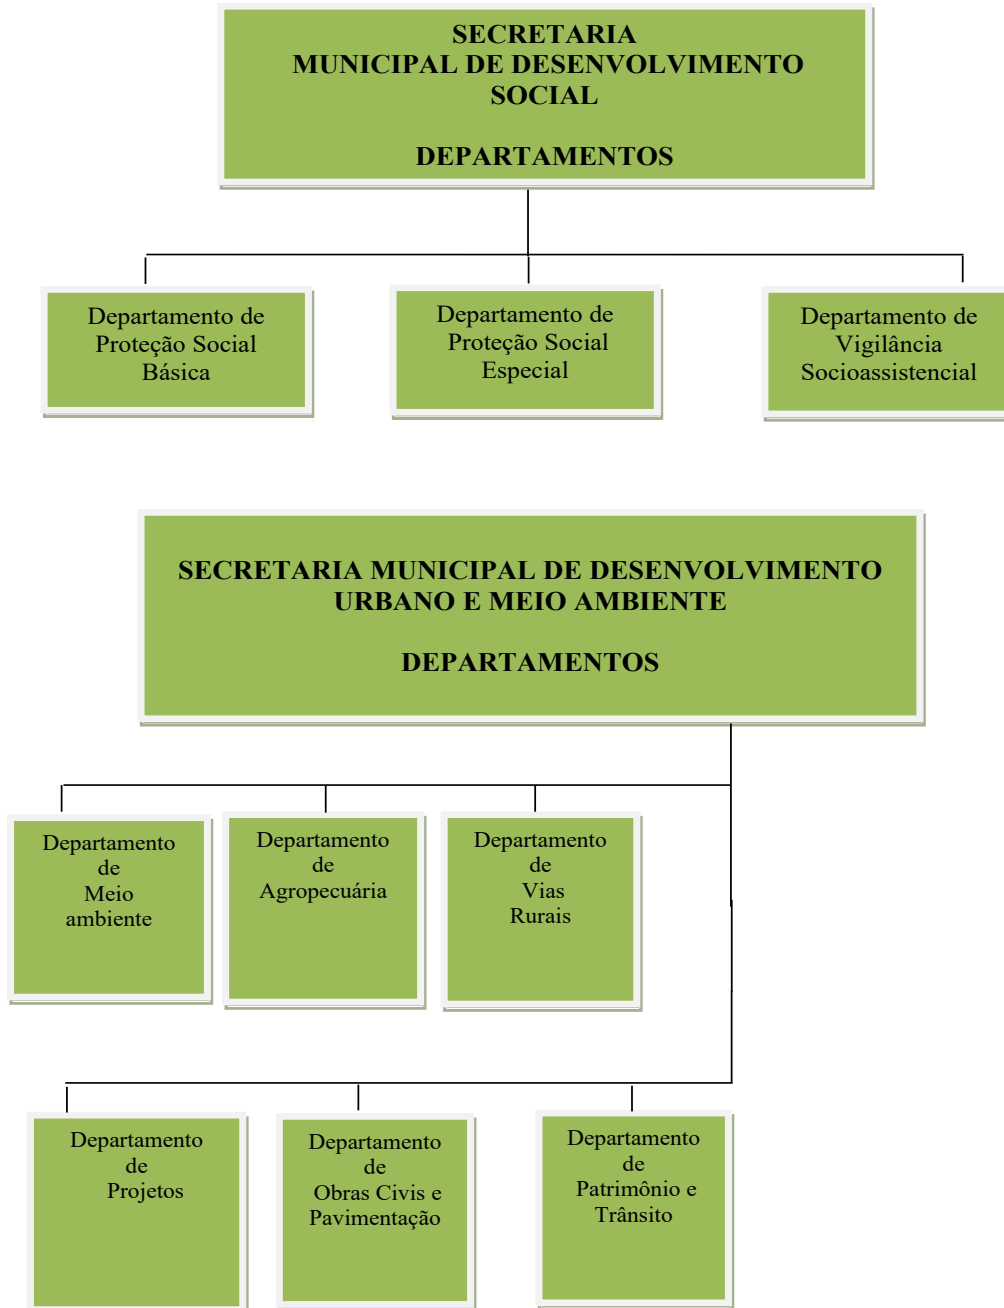 SECRETARIA
MUNICIPAL DE DESENVOLVIMENTO
SOCIAL
DEPARTAMENTOS
Departamento de
Proteção Social
Básica
Departamento de
Proteção Social
Especial
Departamento de
Vigilância
Socioassistencial
SECRETARIA MUNICIPAL DE DESENVOLVIMENTO
URBANO E MEIO AMBIENTE
DEPARTAMENTOS
Departamento
de
Meio
ambiente
Departamento
de
Agropecuária
Departamento
de
Vias
Rurais
Departamento
de
Projetos
Departamento
de
Obras Civis e
Pavimentação
Departamento
de
Patrimônio e
Trânsito